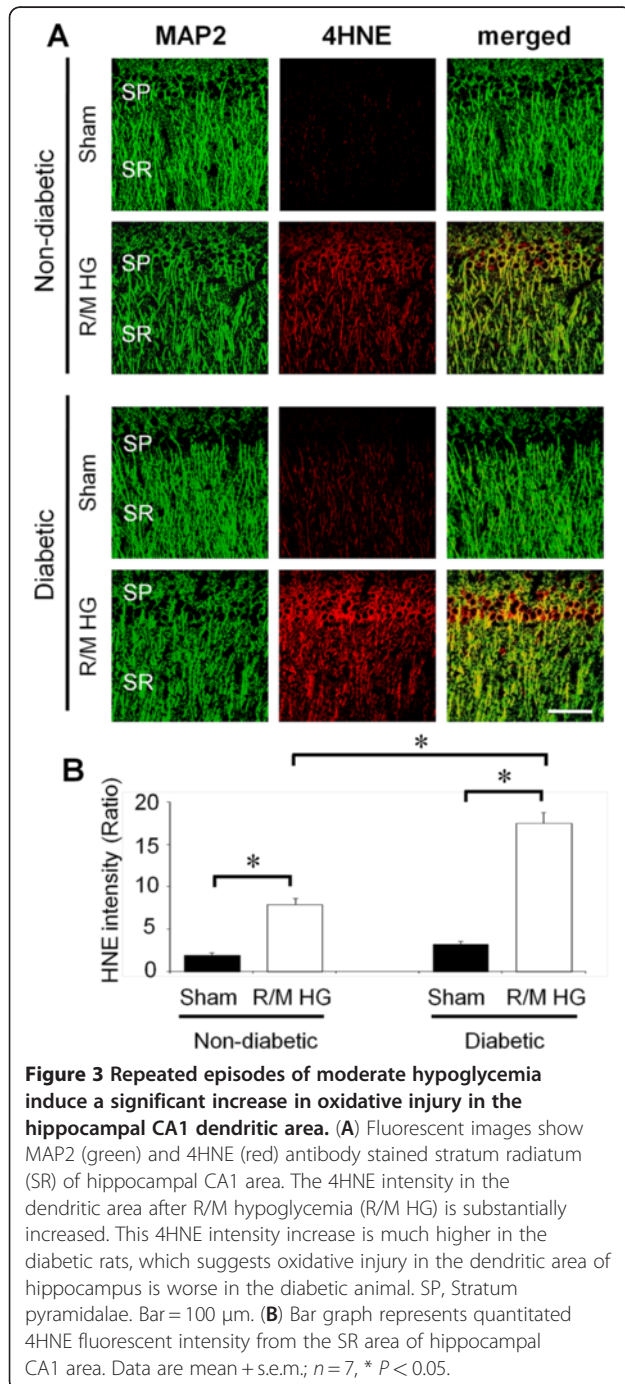 A
MAP2 4HNE merged
Non-diabetic
Sham
SP
SR
R/M HG
SP
SR
Diabetic
Sham
SP
SR
R/M HG
SP
SR
B
HNE intensity (Ratio)
20
15
10
5
0
*
*
*
Sham R/M HG Sham R/M HG
Non-diabetic Diabetic
Figure 3 Repeated episodes of moderate hypoglycemia
induce a significant increase in oxidative injury in the
hippocampal CA1 dendritic area. (A) Fluorescent images show
MAP2 (green) and 4HNE (red) antibody stained stratum radiatum
(SR) of hippocampal CA1 area. The 4HNE intensity in the
dendritic area after R/M hypoglycemia (R/M HG) is substantially
increased. This 4HNE intensity increase is much higher in the
diabetic rats, which suggests oxidative injury in the dendritic area of
hippocampus is worse in the diabetic animal. SP, Stratum
pyramidalae. Bar = 100 μm. (B) Bar graph represents quantitated
4HNE fluorescent intensity from the SR area of hippocampal
CA1 area. Data are mean + s.e.m.; n = 7, * P < 0.05.